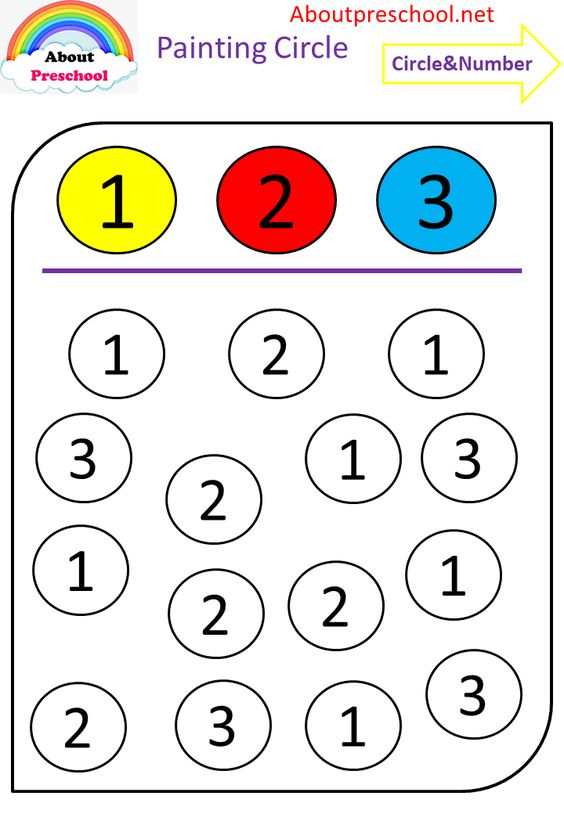 Aboutpreschool.net
About
Preschool
Painting Circle
Circle&Number
1 2 3
1 2 1
3 2 1 3
1 2 2 1
2 3 1 3